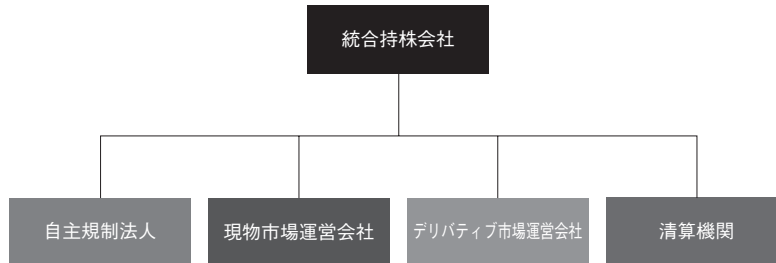 統合持株会社
自主規制法人
現物市場運営会社
デリバティブ市場運営会社
清算機関